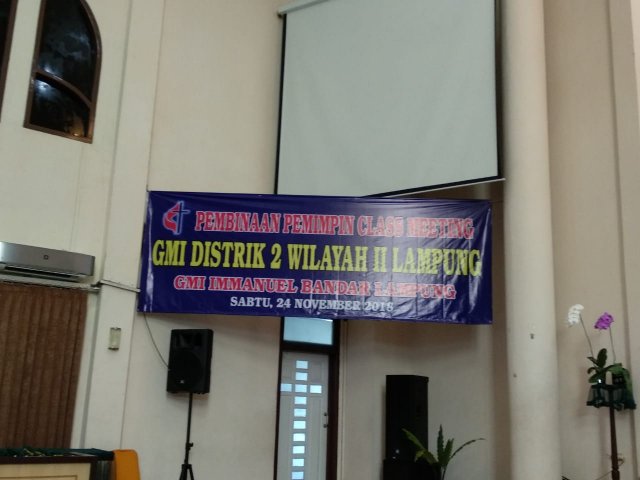 PEMBINAAN PEMIMPIN CLASS MEETING
GMI DISTRIK 2 WILAYAH II LAMPUNG
GMI IMMANUEL BANDAR LAMPUNG
SABTU, 24 NOVEMBER 2018